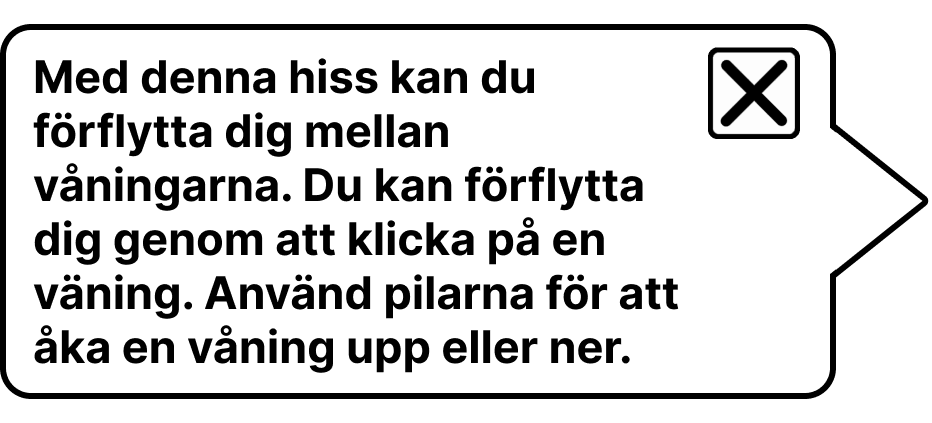 Med denna hiss kan du
förflytta dig mellan
våningarna. Du kan förflytta
dig genom att klicka på en
väning. Använd pilarna för att
åka en våning upp eller ner.